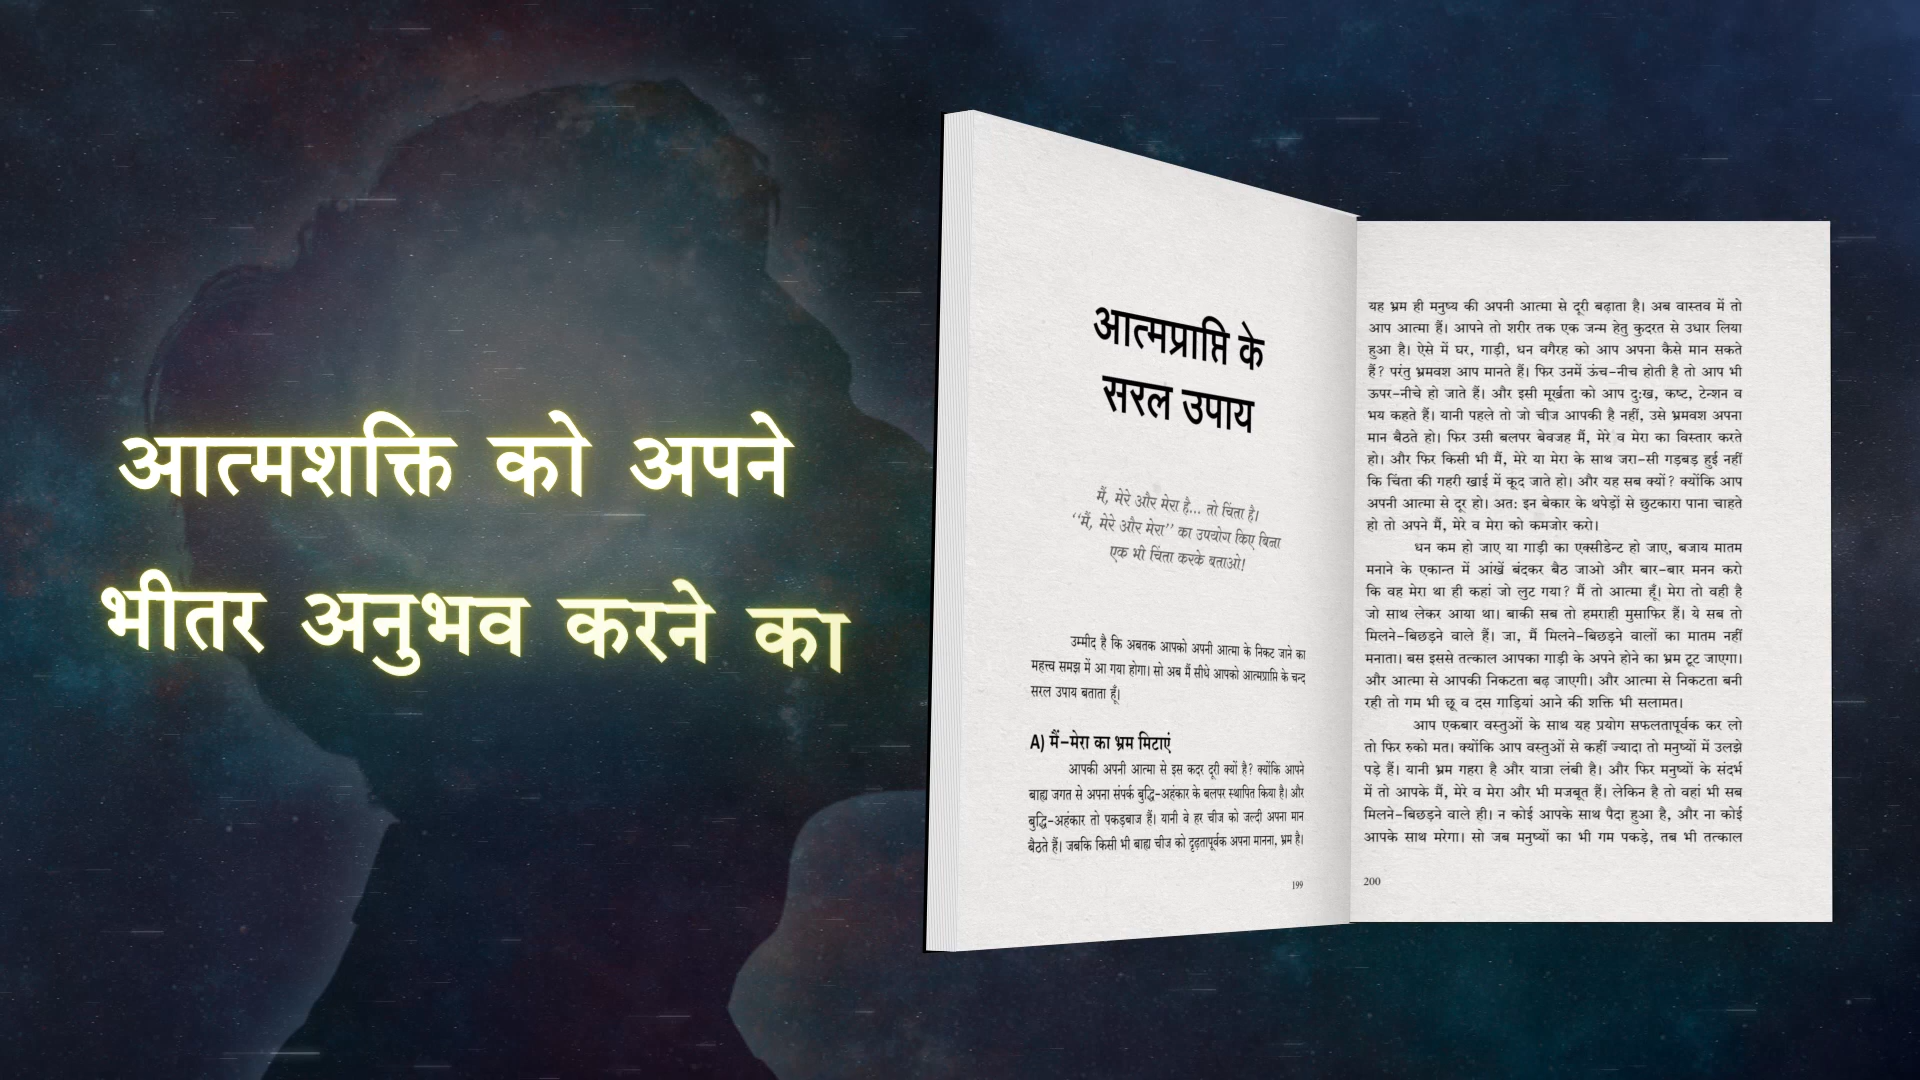 आत्मशक्ति को अपने
भीतर अनुभव करने का
आत्मप्राप्ति के
सरल उपाय
मैं, मेरे और मेरा है... तो चिंता है।
‘‘मैं, मेरे और मेरा’’ का उपयोग किए बिना
एक भी चिंता करके बताओ!
उम्मीद है कि अबतक आपको अपनी आत्मा के निकट जाने का
महत्त्व समझ में आ गया होगा। सो अब मैं सीधे आपको आत्मप्राप्ति के चन्द
सरल उपाय बताता हूँ।
A) मैं-मेरा का भ्रम मिटाएं
आपकी अपनी आत्मा से इस कदर दूरी क्यों है? क्योंकि आपने
बाह्य जगत से अपना संपर्क बुद्धि-अहंकार के बलपर स्थापित किया है। और
बुद्धि-अहंकार तो पकड़बाज हैं। यानी वे हर चीज को जल्दी अपना मान
बैठते हैं। जबकि किसी भी बाह्य चीज को दृढ़तापूर्वक अपना मानना, भ्रम है।
199
यह भ्रम ही मनुष्य की अपनी आत्मा से दूरी बढ़ाता है। अब वास्तव में तो
आप आत्मा हैं। आपने तो शरीर तक एक जन्म हेतु कुदरत से उधार लिया
हुआ है। ऐसे में घर, गाड़ी, धन वगैरह को आप अपना कैसे मान सकते
हैं? परंतु भ्रमवश आप मानते हैं। फिर उनमें ऊंच-नीच होती है तो आप भी
ऊपर-नीचे हो जाते हैं। और इसी मूर्खता को आप दु:ख, कष्ट, टेन्शन व
भय कहते हैं। यानी पहले तो जो चीज आपकी है नहीं, उसे भ्रमवश अपना
मान बैठते हो। फिर उसी बलपर बेवजह मैं, मेरे व मेरा का विस्तार करते
हो। और फिर किसी भी मैं, मेरे या मेरा के साथ जरा-सी गड़बड़ हुई नहीं
कि चिंता की गहरी खाई में कूद जाते हो। और यह सब क्यों? क्योंकि आप
अपनी आत्मा से दूर हो। अत: इन बेकार के थपेड़ों से छुटकारा पाना चाहते
हो तो अपने मैं, मेरे व मेरा को कमजोर करो।
धन कम हो जाए या गाड़ी का एक्सीडेन्ट हो जाए, बजाय मातम
मनाने के एकान्त में आंखें बंदकर बैठ जाओ और बार-बार मनन करो
कि वह मेरा था ही कहां जो लुट गया? मैं तो आत्मा हूँ। मेरा तो वही है
जो साथ लेकर आया था। बाकी सब तो हमराही मुसाफिर हैं। ये सब तो
मिलने-बिछड़ने वाले हैं। जा, मैं मिलने-बिछड़ने वालों का मातम नहीं
मनाता। बस इससे तत्काल आपका गाड़ी के अपने होने का भ्रम टूट जाएगा।
और आत्मा से आपकी निकटता बढ़ जाएगी। और आत्मा से निकटता बनी
रही तो गम भी छू व दस गाड़ियां आने की शक्ति भी सलामत।
आप एकबार वस्तुओं के साथ यह प्रयोग सफलतापूर्वक कर लो
तो फिर रुको मत। क्योंकि आप वस्तुओं से कहीं ज्यादा तो मनुष्यों में उलझे
पड़े हैं। यानी भ्रम गहरा है और यात्रा लंबी है। और फिर मनुष्यों के संदर्भ
में तो आपके मैं, मेरे व मेरा और भी मजबूत हैं। लेकिन है तो वहां भी सब
मिलने-बिछड़ने वाले ही। न कोई आपके साथ पैदा हुआ है, और ना कोई
आपके साथ मरेगा। सो जब मनुष्यों का भी गम पकड़े, तब भी तत्काल
200